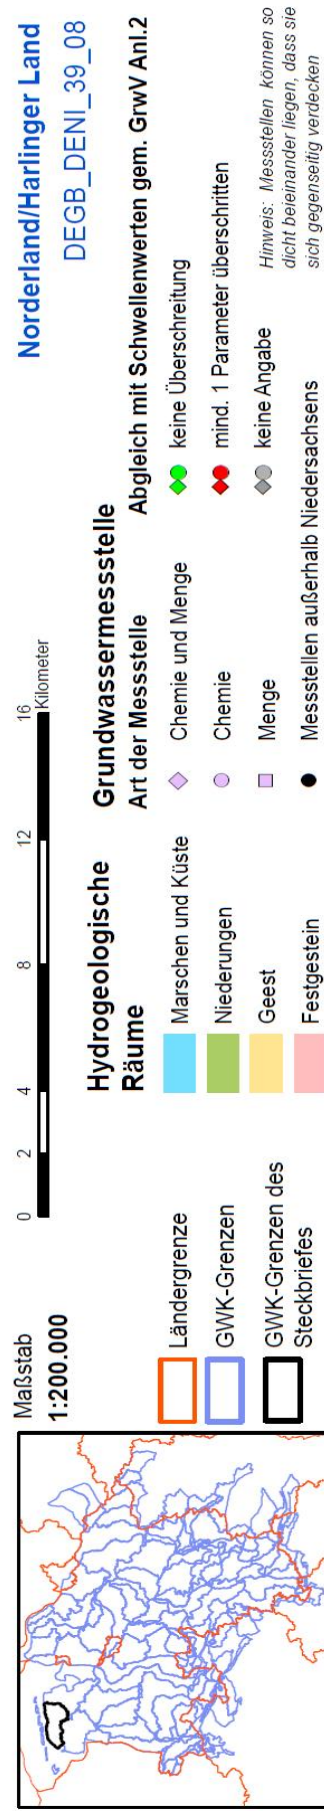 Maßstab
1:200.000
0 2 4 8 12 16
Kilometer
Norderland/Harlinger Land
DEGB_DENI_39_08
Ländergrenze
GWK-Grenzen
GWK-Grenzen des
Steckbriefes
Hydrogeologische
Räume
Marschen und Küste
Niederungen
Geest
Festgestein
Grundwassermessstelle
Art der Messstelle
Chemie und Menge
Chemie
Menge
Messstellen außerhalb Niedersachsens
Abgleich mit Schwellenwerten gem. GrwV Anl.2
keine Überschreitung
mind. 1 Parameter überschritten
keine Angabe
Hinweis: Messstellen können so
dicht beieinander liegen, dass sie
sich gegenseitig verdecken